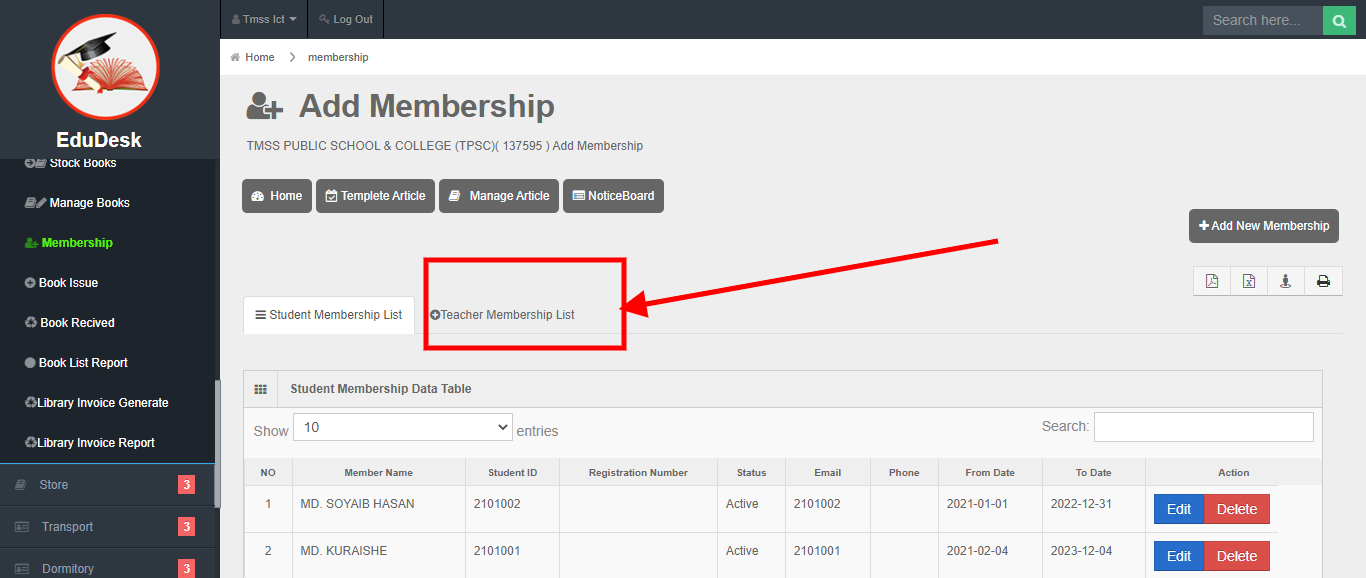 Tmss Ict
Log Out
Search here...
Home
membership
EduDesk
Stock Books
Manage Books
Membership
Book Issue
Book Recived
Book List Report
Library Invoice Generate
Library Invoice Report
Store 3
Transport 3
Dormitory 3
Add Membership
TMSS PUBLIC SCHOOL & COLLEGE (TPSC)( 137595 ) Add Membership
Home
Templete Article
Manage Article
NoticeBoard
Add New Membership
Student Membership List
Teacher Membership List
Student Membership Data Table
Show 10 entries
Search:
NO Member Name Student ID Registration Number Status Email Phone From Date To Date Action
1 MD. SOYAIB HASAN 2101002 Active 2101002 2021-01-01 2022-12-31 Edit Delete
2 MD. KURAISHE 2101001 Active 2101001 2021-02-04 2023-12-04 Edit Delete